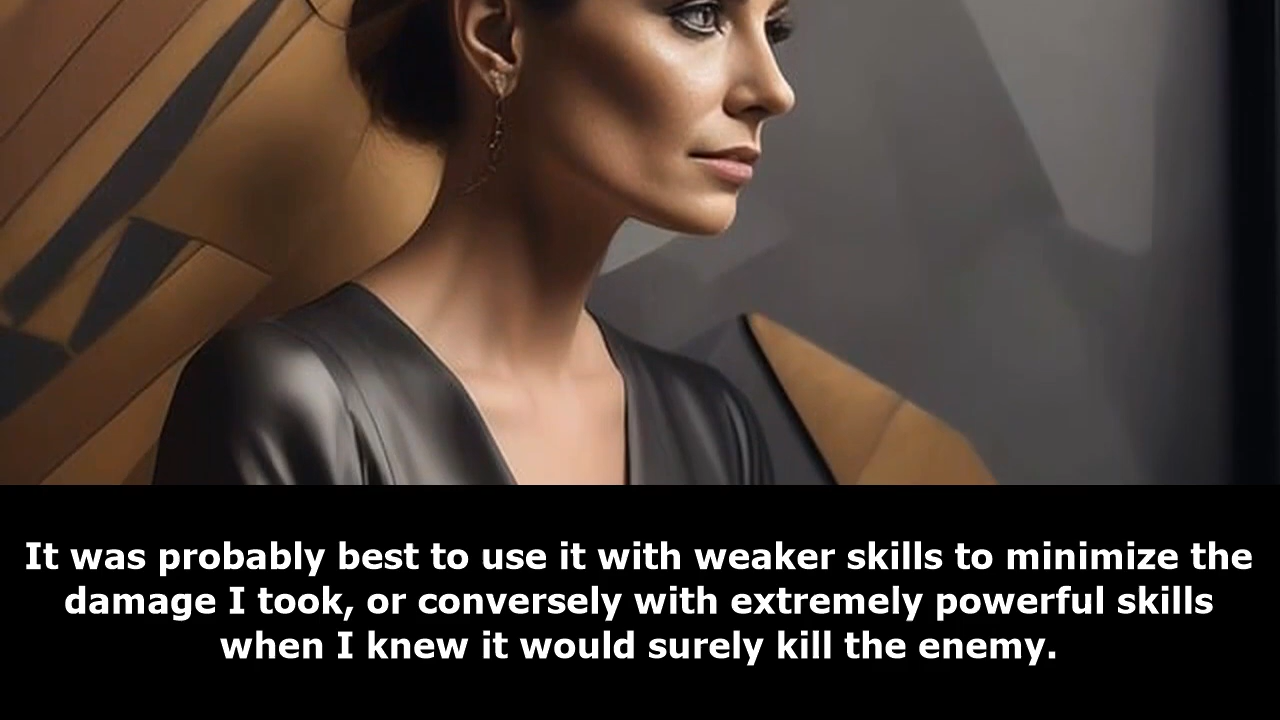 It was probably best to use it with weaker skills to minimize the
damage I took, or conversely with extremely powerful skills
when I knew it would surely kill the enemy.